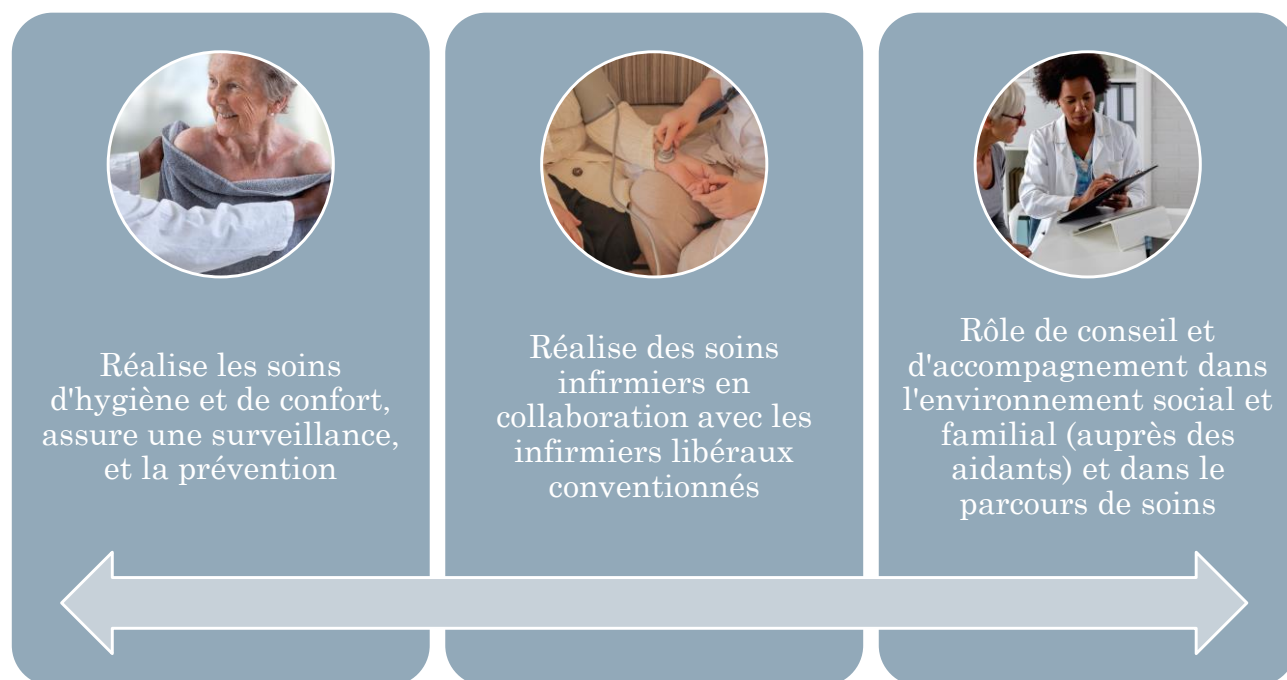 Réalise les soins
d'hygiène et de confort,
assure une surveillance,
et la prévention
Réalise des soins
infirmiers en
collaboration avec les
infirmiers libéraux
conventionnés
Rôle de conseil et
d'accompagnement dans
l'environnement social et
familial (auprès des
aidants) et dans le
parcours de soins